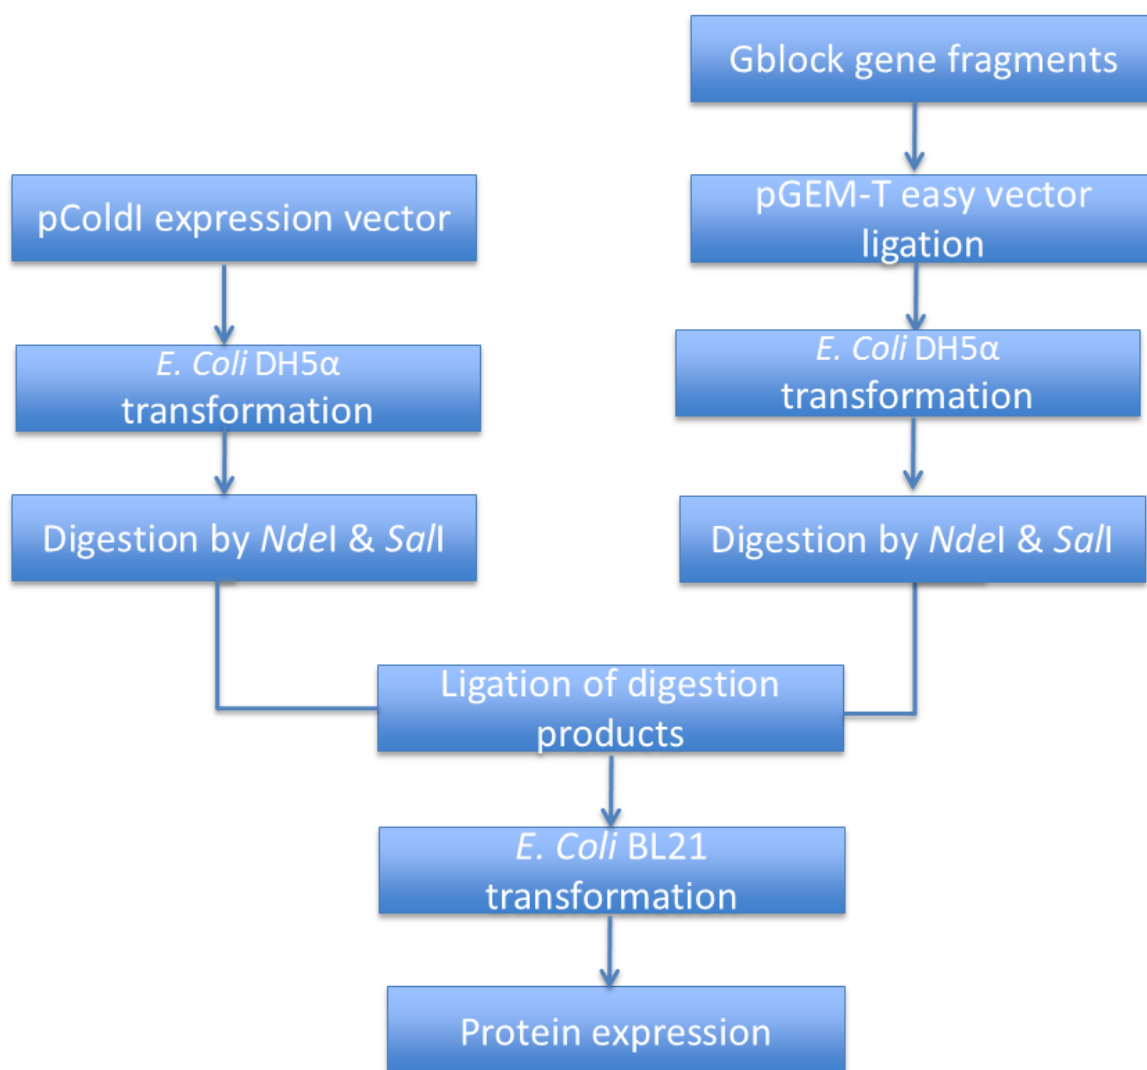 Gblock gene fragments
pColdI expression vector
pGEM-T easy vector
ligation
E. Coli DH5α
transformation
E. Coli DH5α
transformation
Digestion by NdeI & SalI
Digestion by NdeI & SalI
Ligation of digestion
products
E. Coli BL21
transformation
Protein expression